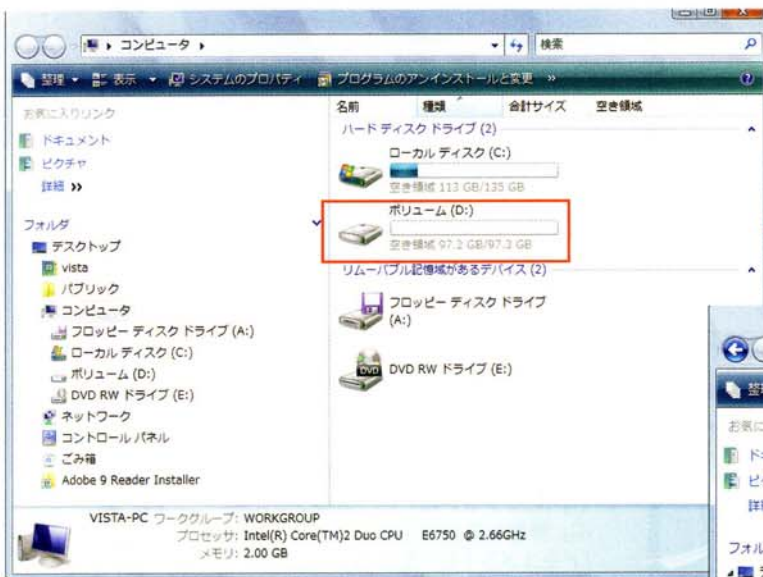 コンピュータ
検索
整理 表示 システムのプロパティ プログラムのアンインストールと変更 »
お気に入りリンク
ドキュメント
ピクチャ
詳細 »
フォルダ
デスクトップ
vista
パブリック
コンピュータ
フロッピー ディスク ドライブ (A:)
ローカル ディスク (C:)
ボリューム (D:)
DVD RW ドライブ (E:)
ネットワーク
コントロール パネル
ごみ箱
Adobe 9 Reader Installer
名前 種類 合計サイズ 空き領域
ハード ディスク ドライブ (2)
ローカル ディスク (C:)
空き領域 113 GB/135 GB
ボリューム (D:)
空き領域 97.2 GB/97.3 GB
リムーバブル記憶域があるデバイス (2)
フロッピー ディスク ドライブ
(A:)
DVD
DVD RW ドライブ (E:)
VISTA-PC ワークグループ: WORKGROUP
プロセッサ: Intel(R) Core(TM)2 Duo CPU E6750 @ 2.66GHz
メモリ: 2.00 GB
整理
お気に
ドキ
ピク
詳細
フォル
デ